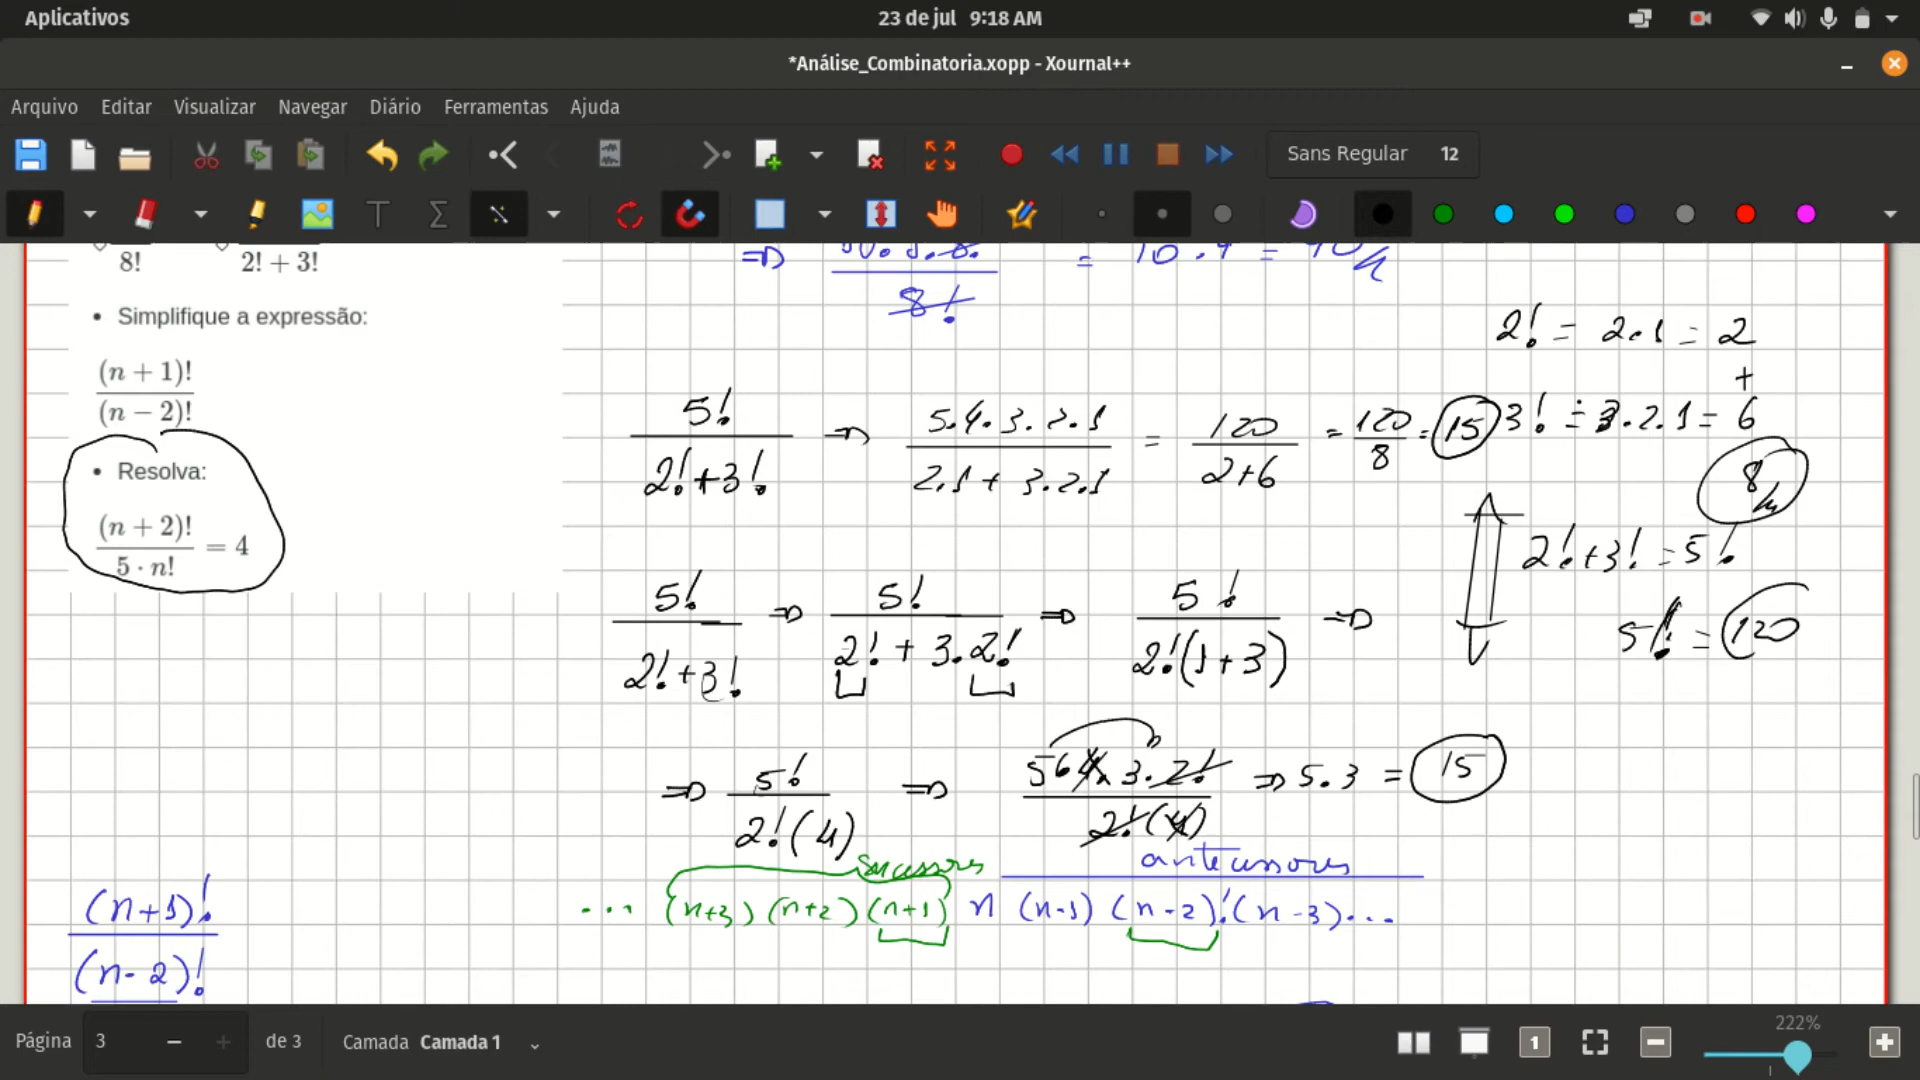 Aplicativos 23 de jul 9:18 AM
*Análise_Combinatoria.xopp - Xournal++
Arquivo Editar Visualizar Navegar Diário Ferramentas Ajuda
Sans Regular 12
8! 2! + 3!
• Simplifique a expressão:
(n + 1)!
(n − 2)!
• Resolva:
(n + 2)!
5 · n! = 4
=>
8!
2! = 2.1 = 2
+
3! = 3.2.1 = 6
8
5!
2!+3!
=> 5.4.3.2.1
2.1 + 3.2.1
= 120
2+6
= 120
8
= 15
2!+3! = 5!
5! = 120
5!
2!+3!
=> 5!
2! + 3.2!
=> 5!
2!(1+3)
=>
=> 5!
2!(4)
=> 5.4.3.2!
2!(4)
=> 5.3 = 15
... (n+3) (n+2) (n+1) n (n-1) (n-2)! (n-3)...
(n+1)!
(n-2)!
Página 3 − + de 3 Camada Camada 1 1 222%